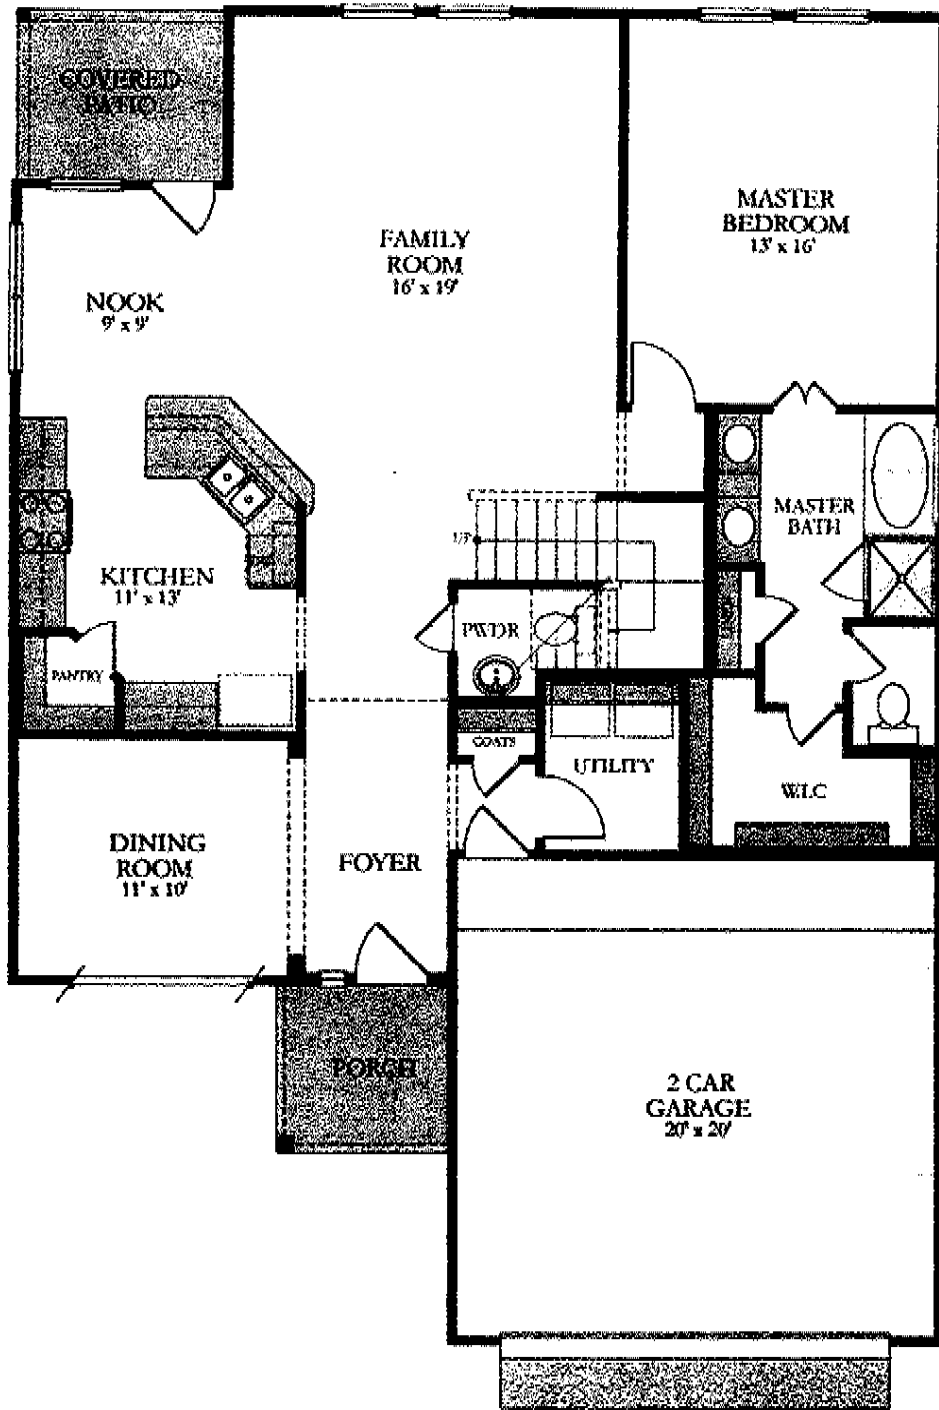 COVERED
PATIO
MASTER
BEDROOM
13' x 16'
FAMILY
ROOM
16' x 19'
NOOK
9' x 9'
MASTER
BATH
KITCHEN
11' x 13'
PWDR
PANTRY
COATS
UTILITY
W.I.C
DINING
ROOM
11' x 10'
FOYER
PORCH
2 CAR
GARAGE
20' x 20'